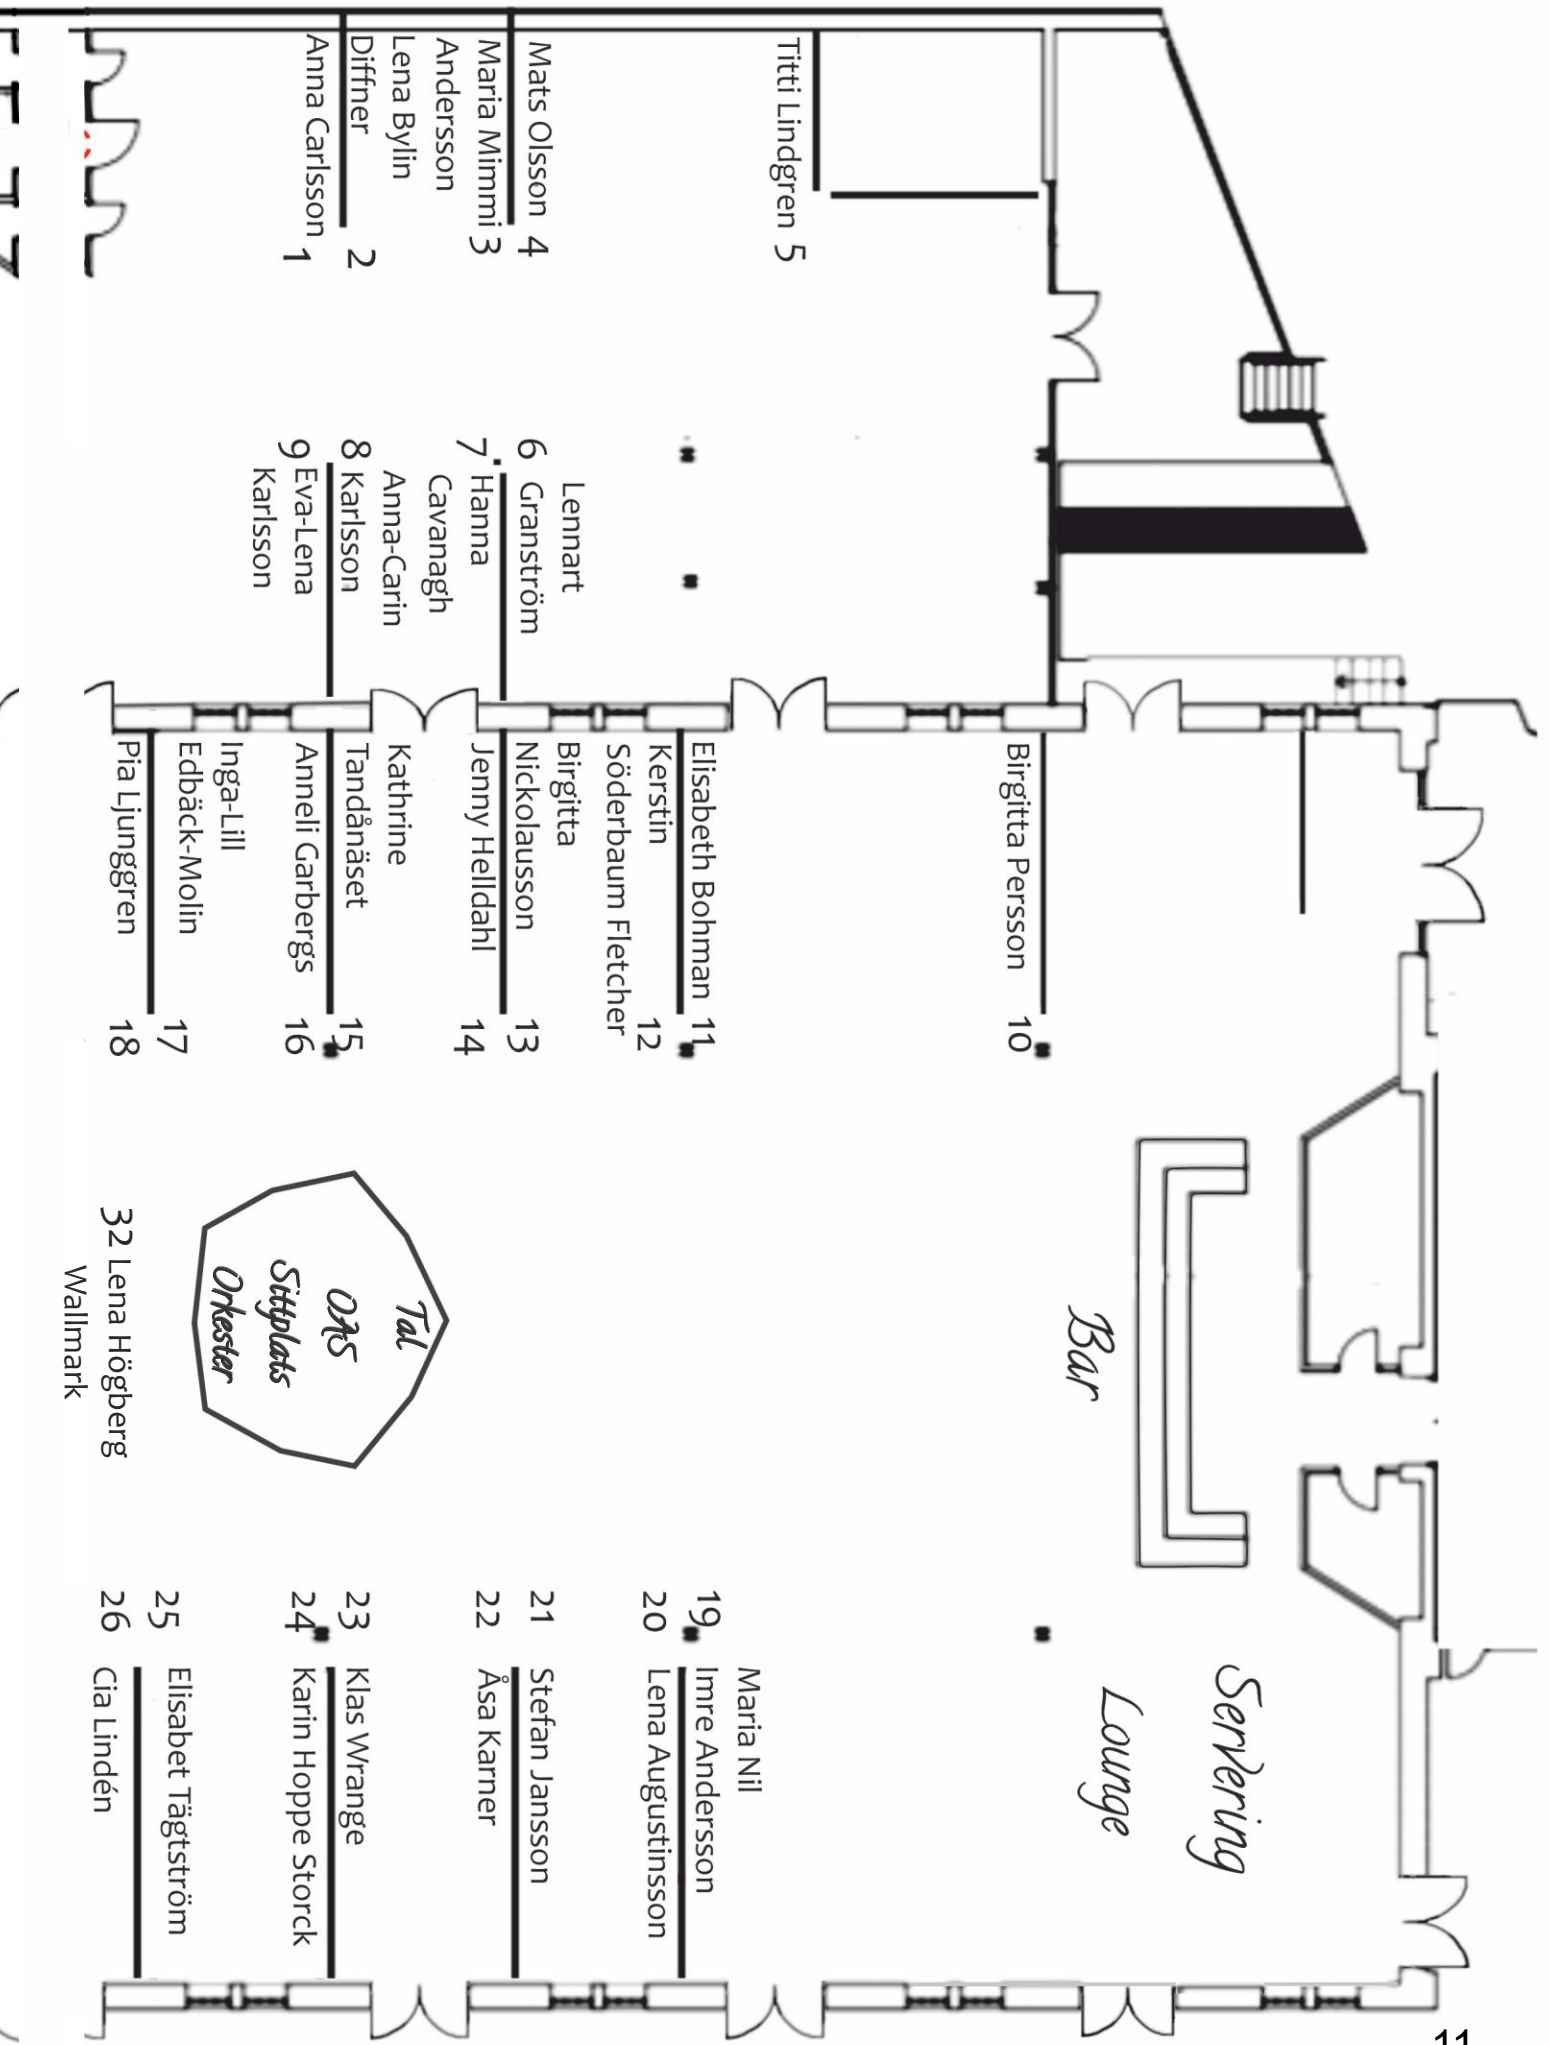 Titti Lindgren 5
Mats Olsson 4
Maria Mimmi 3
Andersson
Lena Bylin
Diffner 2
Anna Carlsson 1
Lennart
6 Granström
7. Hanna
Cavanagh
Anna-Carin
8 Karlsson
9 Eva-Lena
Karlsson
Birgitta Persson 10
Elisabeth Bohman 11
Kerstin
Söderbaum Fletcher 12
Birgitta
Nickolausson 13
Jenny Helldahl 14
Kathrine
Tandånäset 15
Anneli Garbergs 16
Inga-Lill
Edbäck-Molin 17
Pia Ljunggren 18
Bar
Tal
OAS
Sittplats
Orkester
32 Lena Högberg
Wallmark
Servering
Lounge
Maria Nil
19 Imre Andersson
20 Lena Augustinsson
21 Stefan Jansson
22 Åsa Karner
23 Klas Wrange
24 Karin Hoppe Storck
25 Elisabet Tägtström
26 Cia Lindén
11